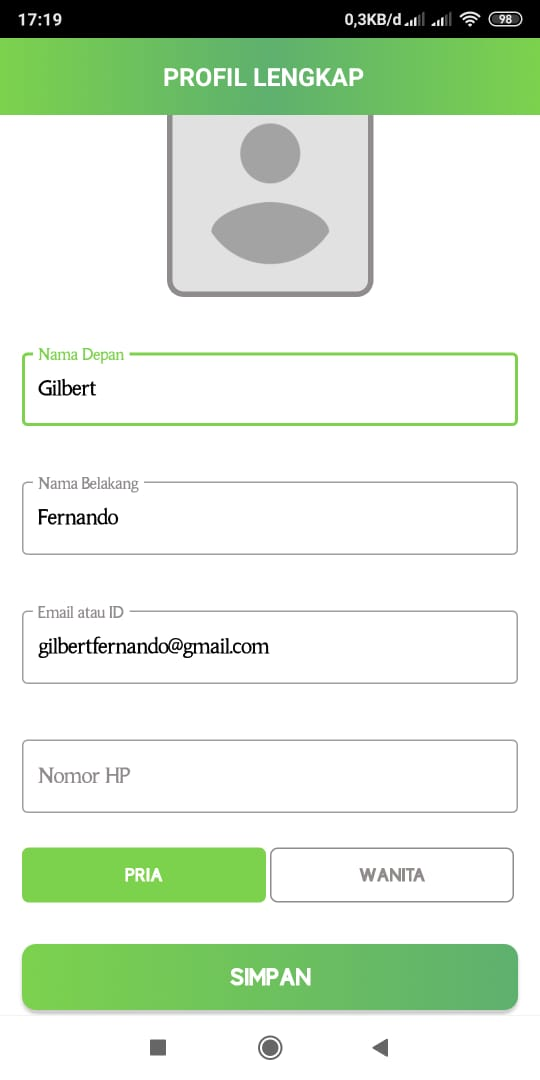 17:19 0,3KB/d 98
PROFIL LENGKAP
Nama Depan
Gilbert
Nama Belakang
Fernando
Email atau ID
gilbertfernando@gmail.com
Nomor HP
PRIA WANITA
SIMPAN